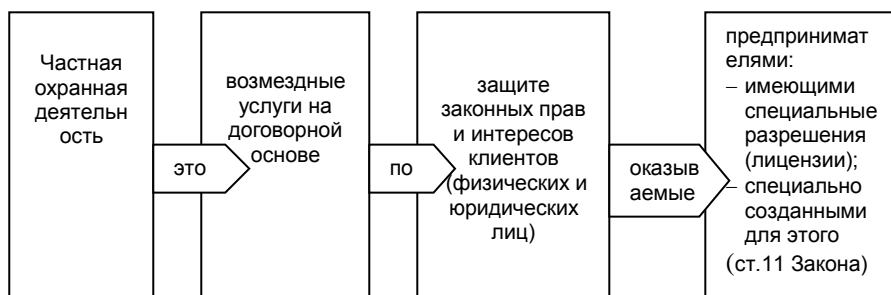 Частная
охранная
деятельн
ость
это
возмездные
услуги на
договорной
основе
по
защите
законных прав
и интересов
клиентов
(физических и
юридических
лиц)
оказыв
аемые
предпринимат
елями:
– имеющими
специальные
разрешения
(лицензии);
– специально
созданными
для этого
(ст.11 Закона)